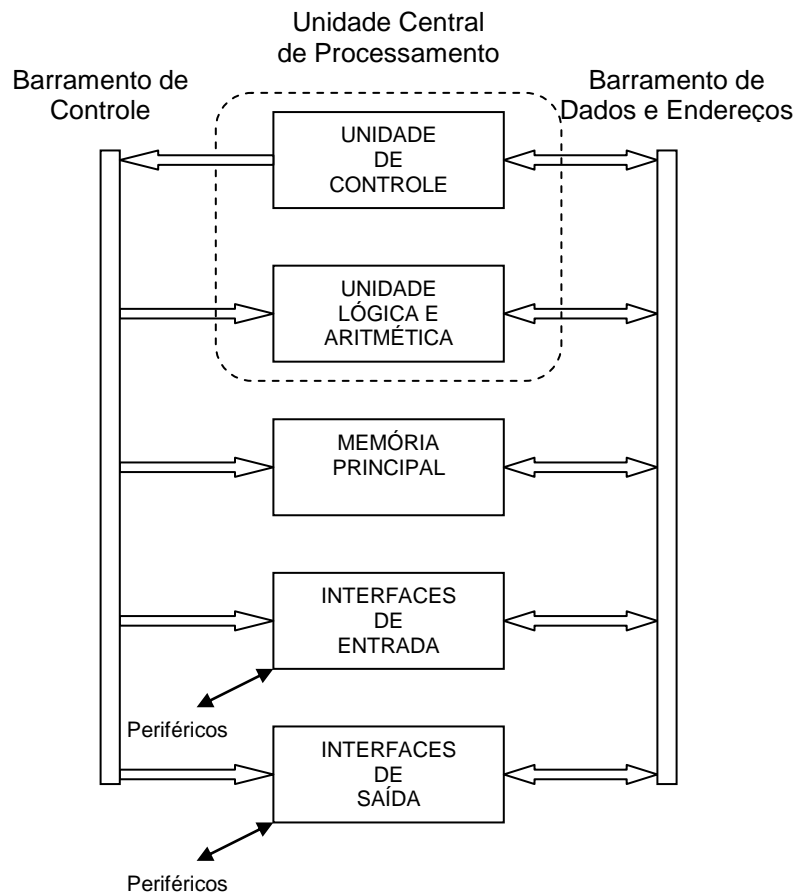 Unidade Central
de Processamento
Barramento de
Controle
Barramento de
Dados e Endereços
UNIDADE
DE
CONTROLE
UNIDADE
LÓGICA E
ARITMÉTICA
MEMÓRIA
PRINCIPAL
INTERFACES
DE
ENTRADA
Periféricos
INTERFACES
DE
SAÍDA
Periféricos